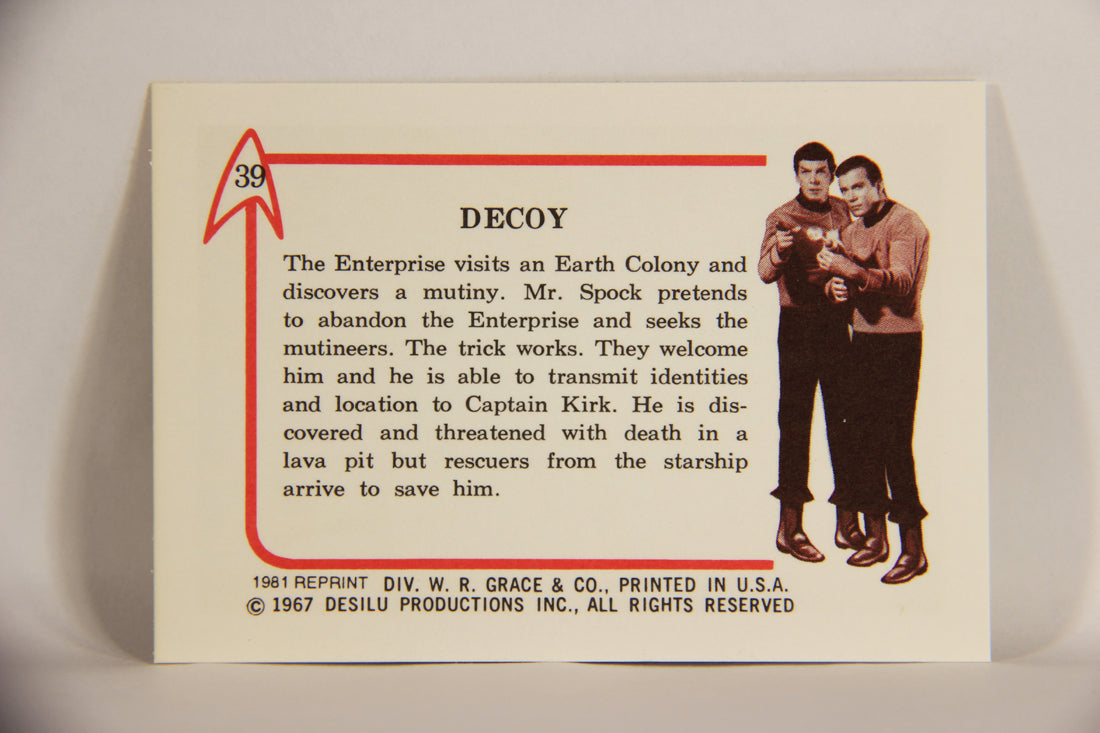 39
DECOY
The Enterprise visits an Earth Colony and
discovers a mutiny. Mr. Spock pretends
to abandon the Enterprise and seeks the
mutineers. The trick works. They welcome
him and he is able to transmit identities
and location to Captain Kirk. He is dis-
covered and threatened with death in a
lava pit but rescuers from the starship
arrive to save him.
1981 REPRINT DIV. W. R. GRACE & CO., PRINTED IN U.S.A.
© 1967 DESILU PRODUCTIONS INC., ALL RIGHTS RESERVED